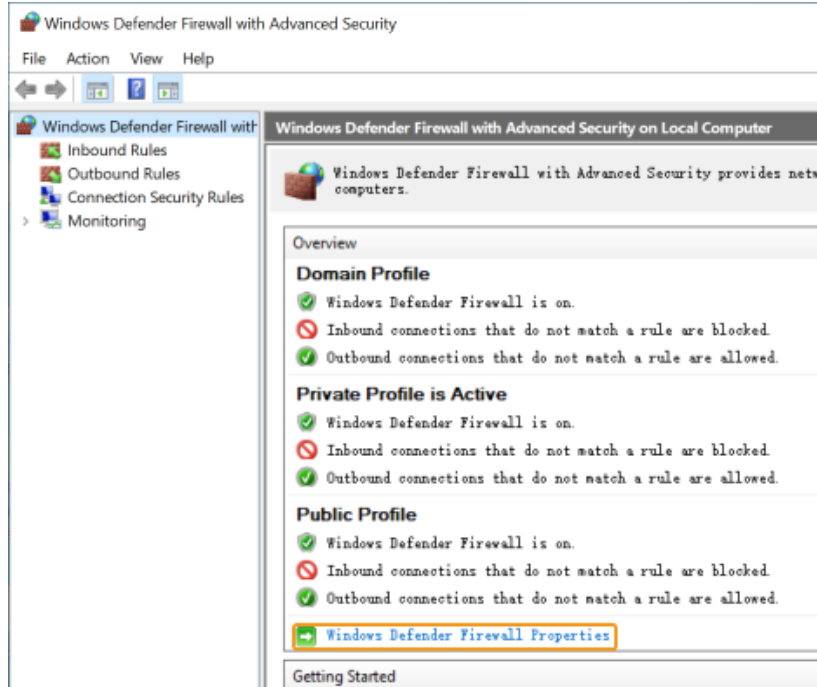 Windows Defender Firewall with Advanced Security
File Action View Help
Windows Defender Firewall with
Inbound Rules
Outbound Rules
Connection Security Rules
Monitoring
Windows Defender Firewall with Advanced Security on Local Computer
Windows Defender Firewall with Advanced Security provides netw
computers.
Overview
Domain Profile
Windows Defender Firewall is on.
Inbound connections that do not match a rule are blocked.
Outbound connections that do not match a rule are allowed.
Private Profile is Active
Windows Defender Firewall is on.
Inbound connections that do not match a rule are blocked.
Outbound connections that do not match a rule are allowed.
Public Profile
Windows Defender Firewall is on.
Inbound connections that do not match a rule are blocked.
Outbound connections that do not match a rule are allowed.
Windows Defender Firewall Properties
Getting Started